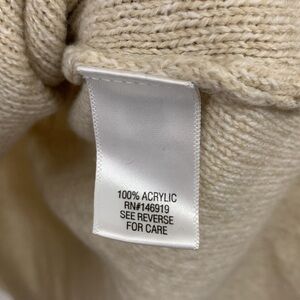 100% ACRYLIC
RN#146919
SEE REVERSE
FOR CARE